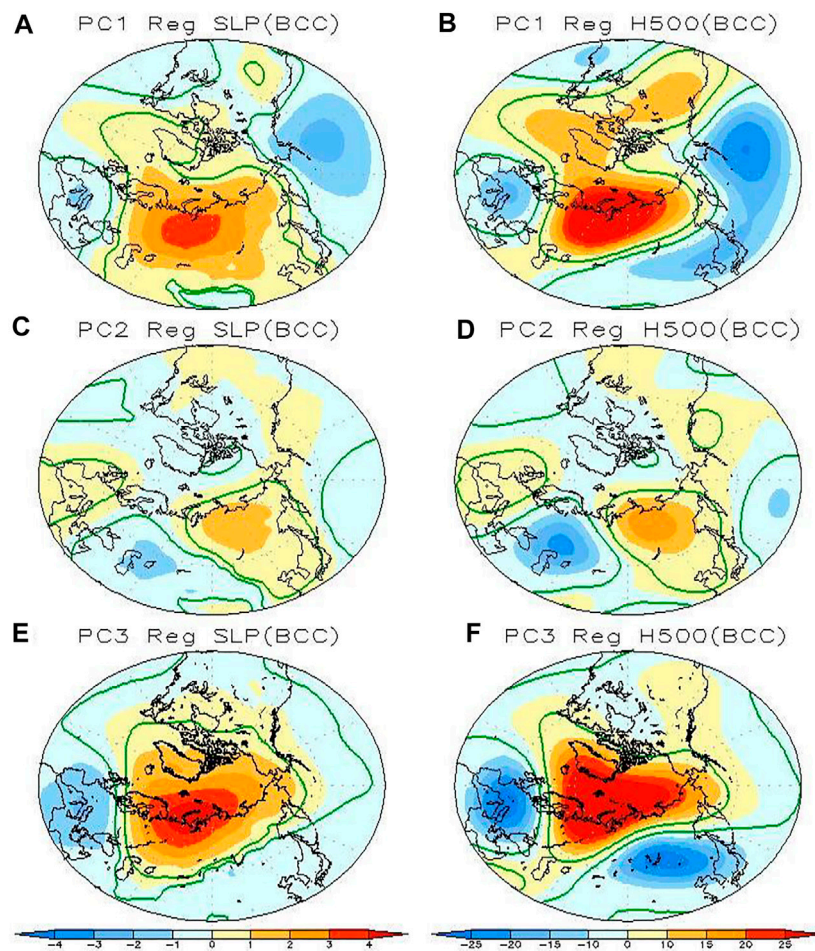 A PC1 Reg SLP(BCC)
B PC1 Reg H500(BCC)
C PC2 Reg SLP(BCC)
D PC2 Reg H500(BCC)
E PC3 Reg SLP(BCC)
F PC3 Reg H500(BCC)
-4 -3 -2 -1 0 1 2 3 4
-25 -20 -15 -10 0 10 15 20 25